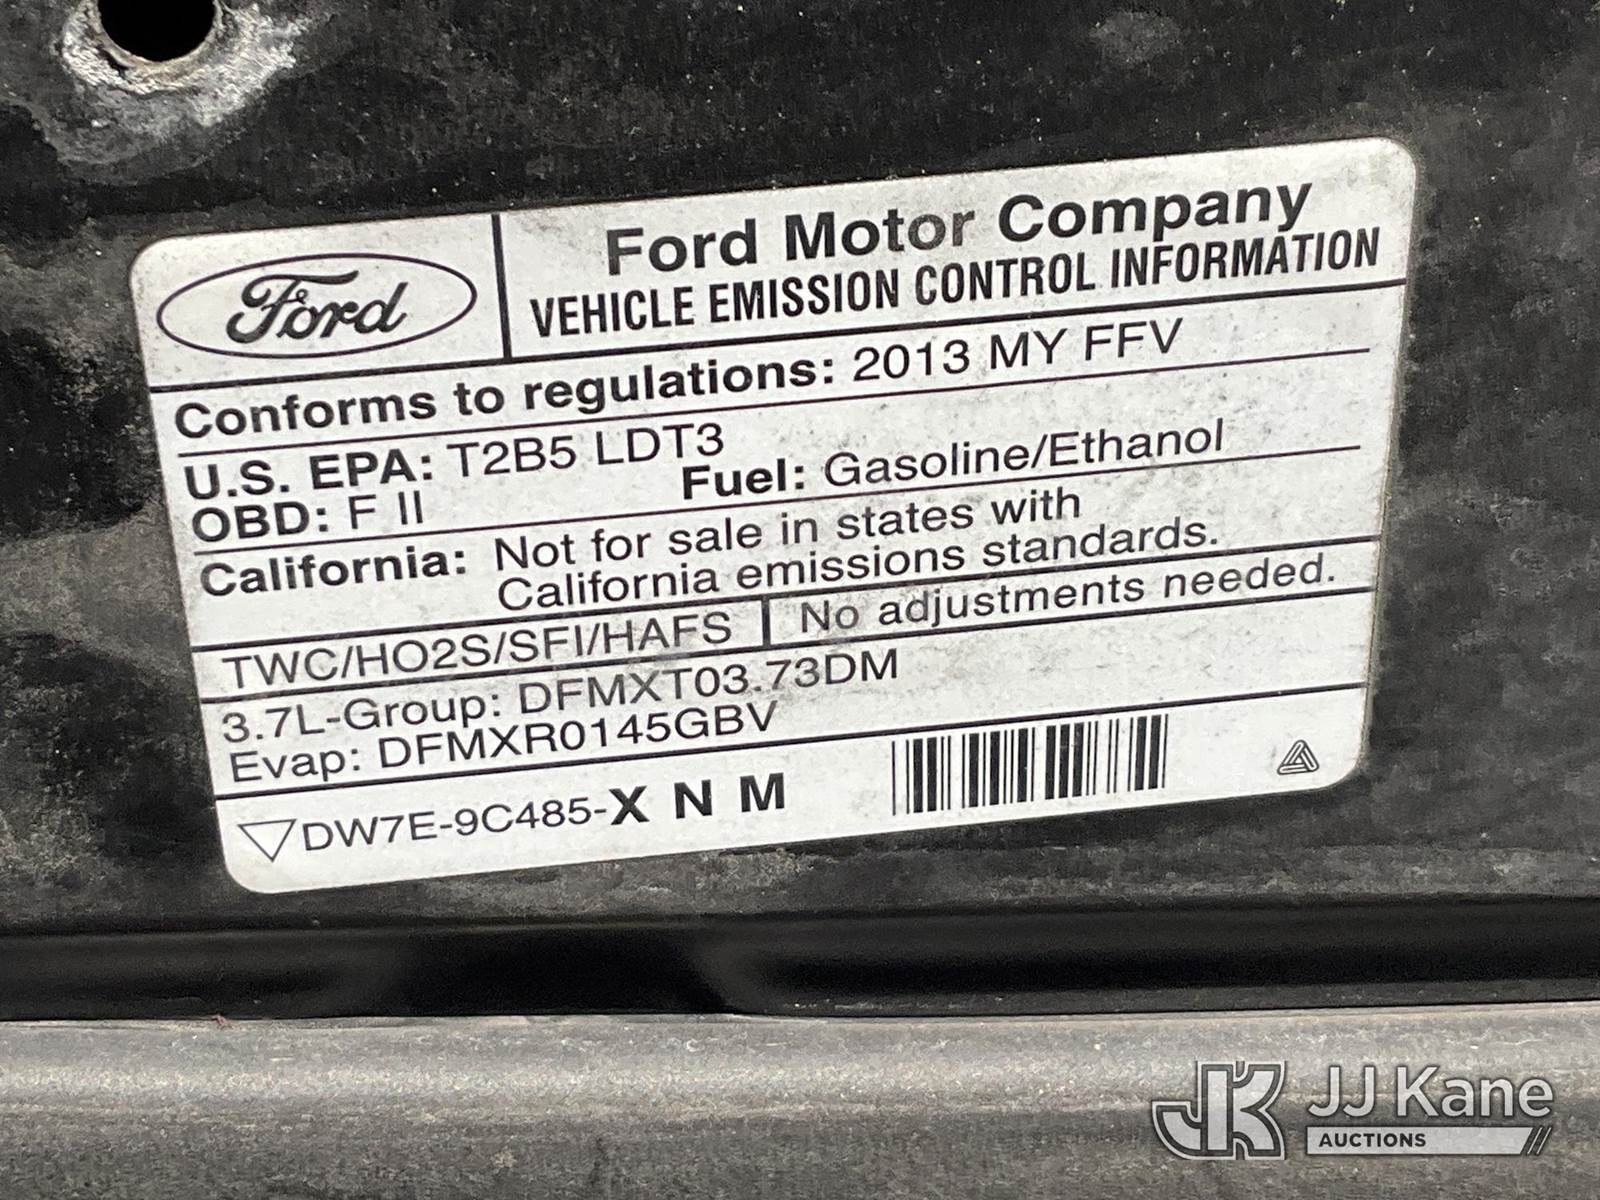 Ford
Ford Motor Company
VEHICLE EMISSION CONTROL INFORMATION
Conforms to regulations: 2013 MY FFV
U.S. EPA: T2B5 LDT3
OBD: F II
Fuel: Gasoline/Ethanol
California: Not for sale in states with
California emissions standards.
TWC/HO2S/SFI/HAFS
No adjustments needed.
3.7L-Group: DFMXT03.73DM
Evap: DFMXR0145GBV
DW7E-9C485-X N M
JK
JJ Kane
AUCTIONS